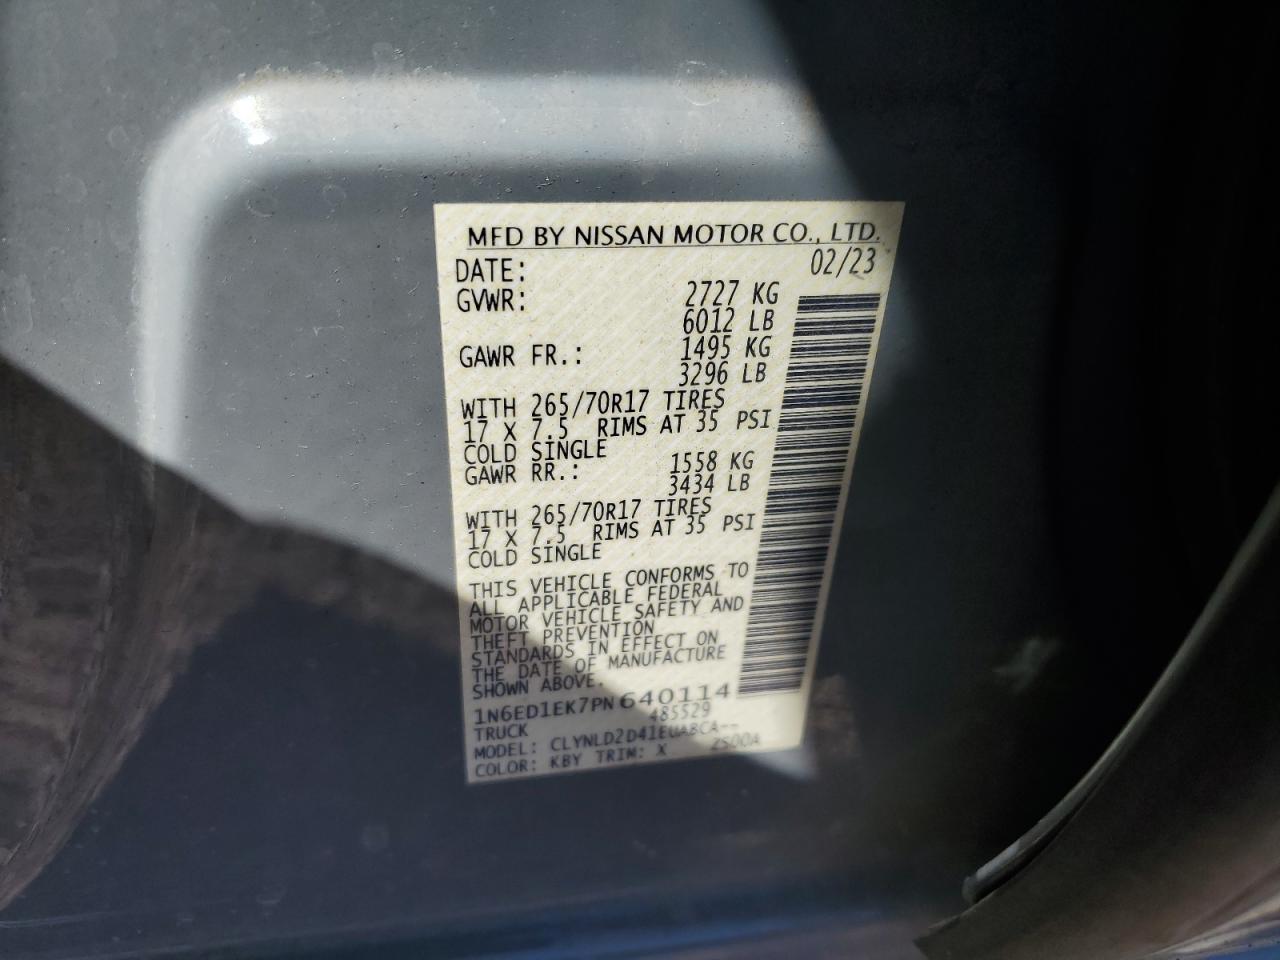 MFD BY NISSAN MOTOR CO., LTD.
DATE: 02/23
GVWR: 2727 KG
6012 LB
GAWR FR.: 1495 KG
3296 LB
WITH 265/70R17 TIRES
17 X 7.5 RIMS AT 35 PSI
COLD SINGLE
GAWR RR.: 1558 KG
3434 LB
WITH 265/70R17 TIRES
17 X 7.5 RIMS AT 35 PSI
COLD SINGLE
THIS VEHICLE CONFORMS TO
ALL APPLICABLE FEDERAL
MOTOR VEHICLE SAFETY AND
THEFT PREVENTION
STANDARDS IN EFFECT ON
THE DATE OF MANUFACTURE
SHOWN ABOVE.
1N6ED1EK7PN640114
TRUCK 485529
MODEL: CLYNLD2D41EUABCA--
COLOR: KBY TRIM: X 2S00A